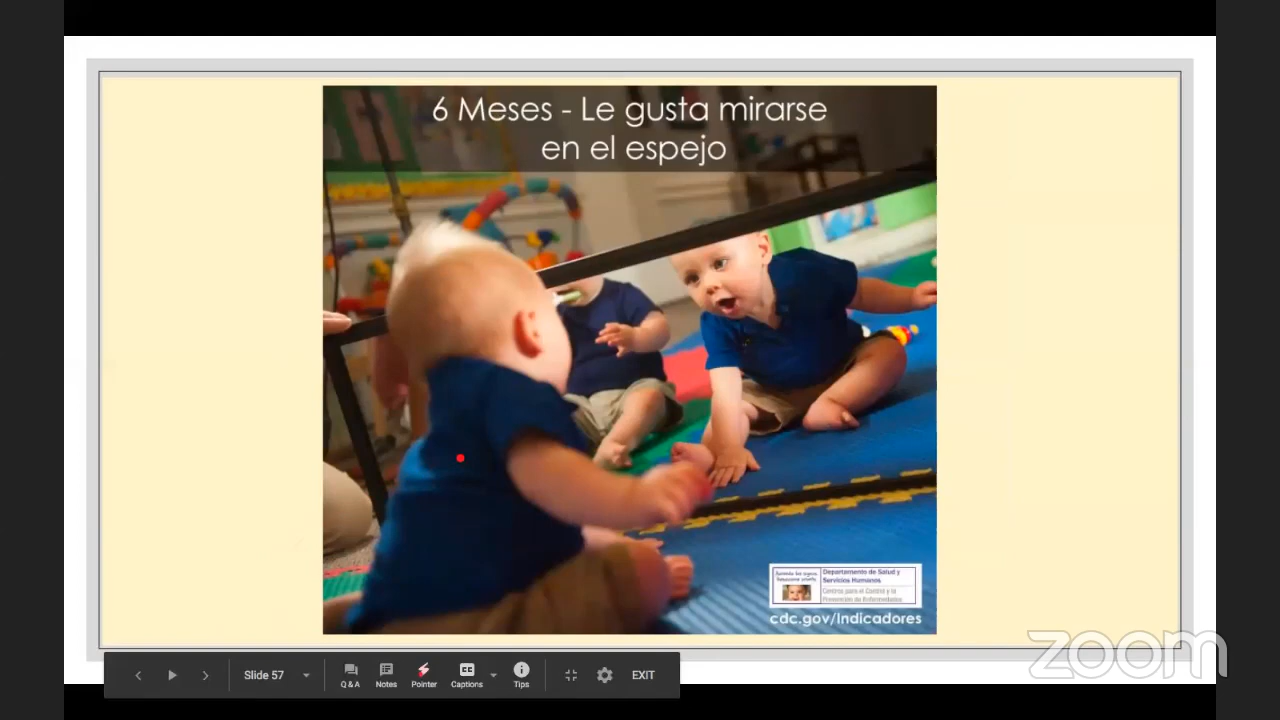 6 Meses - Le gusta mirarse
en el espejo
Departamento de Salud y
Servicios Humanos
Centros para el Control y la
Prevención de Enfermedades
cdc.gov/Indicadores
zoom
Slide 57
Q & A
Notes
Pointer
Captions
Tips
EXIT